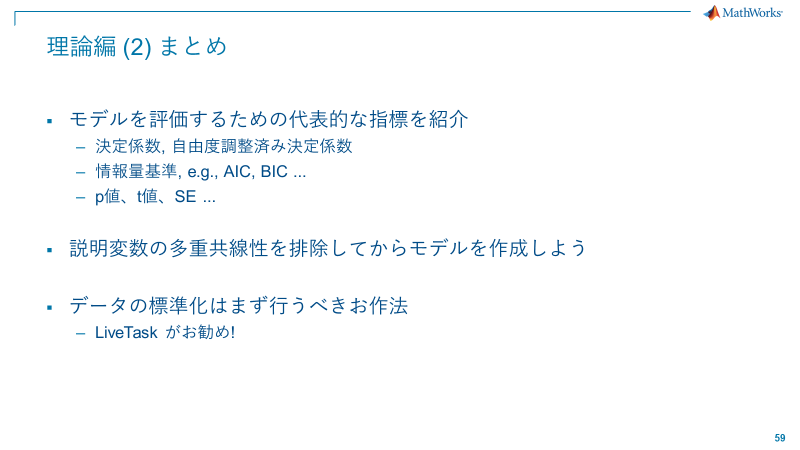 MathWorks
理論編 (2) まとめ
▪ モデルを評価するための代表的な指標を紹介
– 決定係数, 自由度調整済み決定係数
– 情報量基準, e.g., AIC, BIC ...
– p値、t値、SE ...
▪ 説明変数の多重共線性を排除してからモデルを作成しよう
▪ データの標準化はまず行うべきお作法
– LiveTask がお勧め!
59